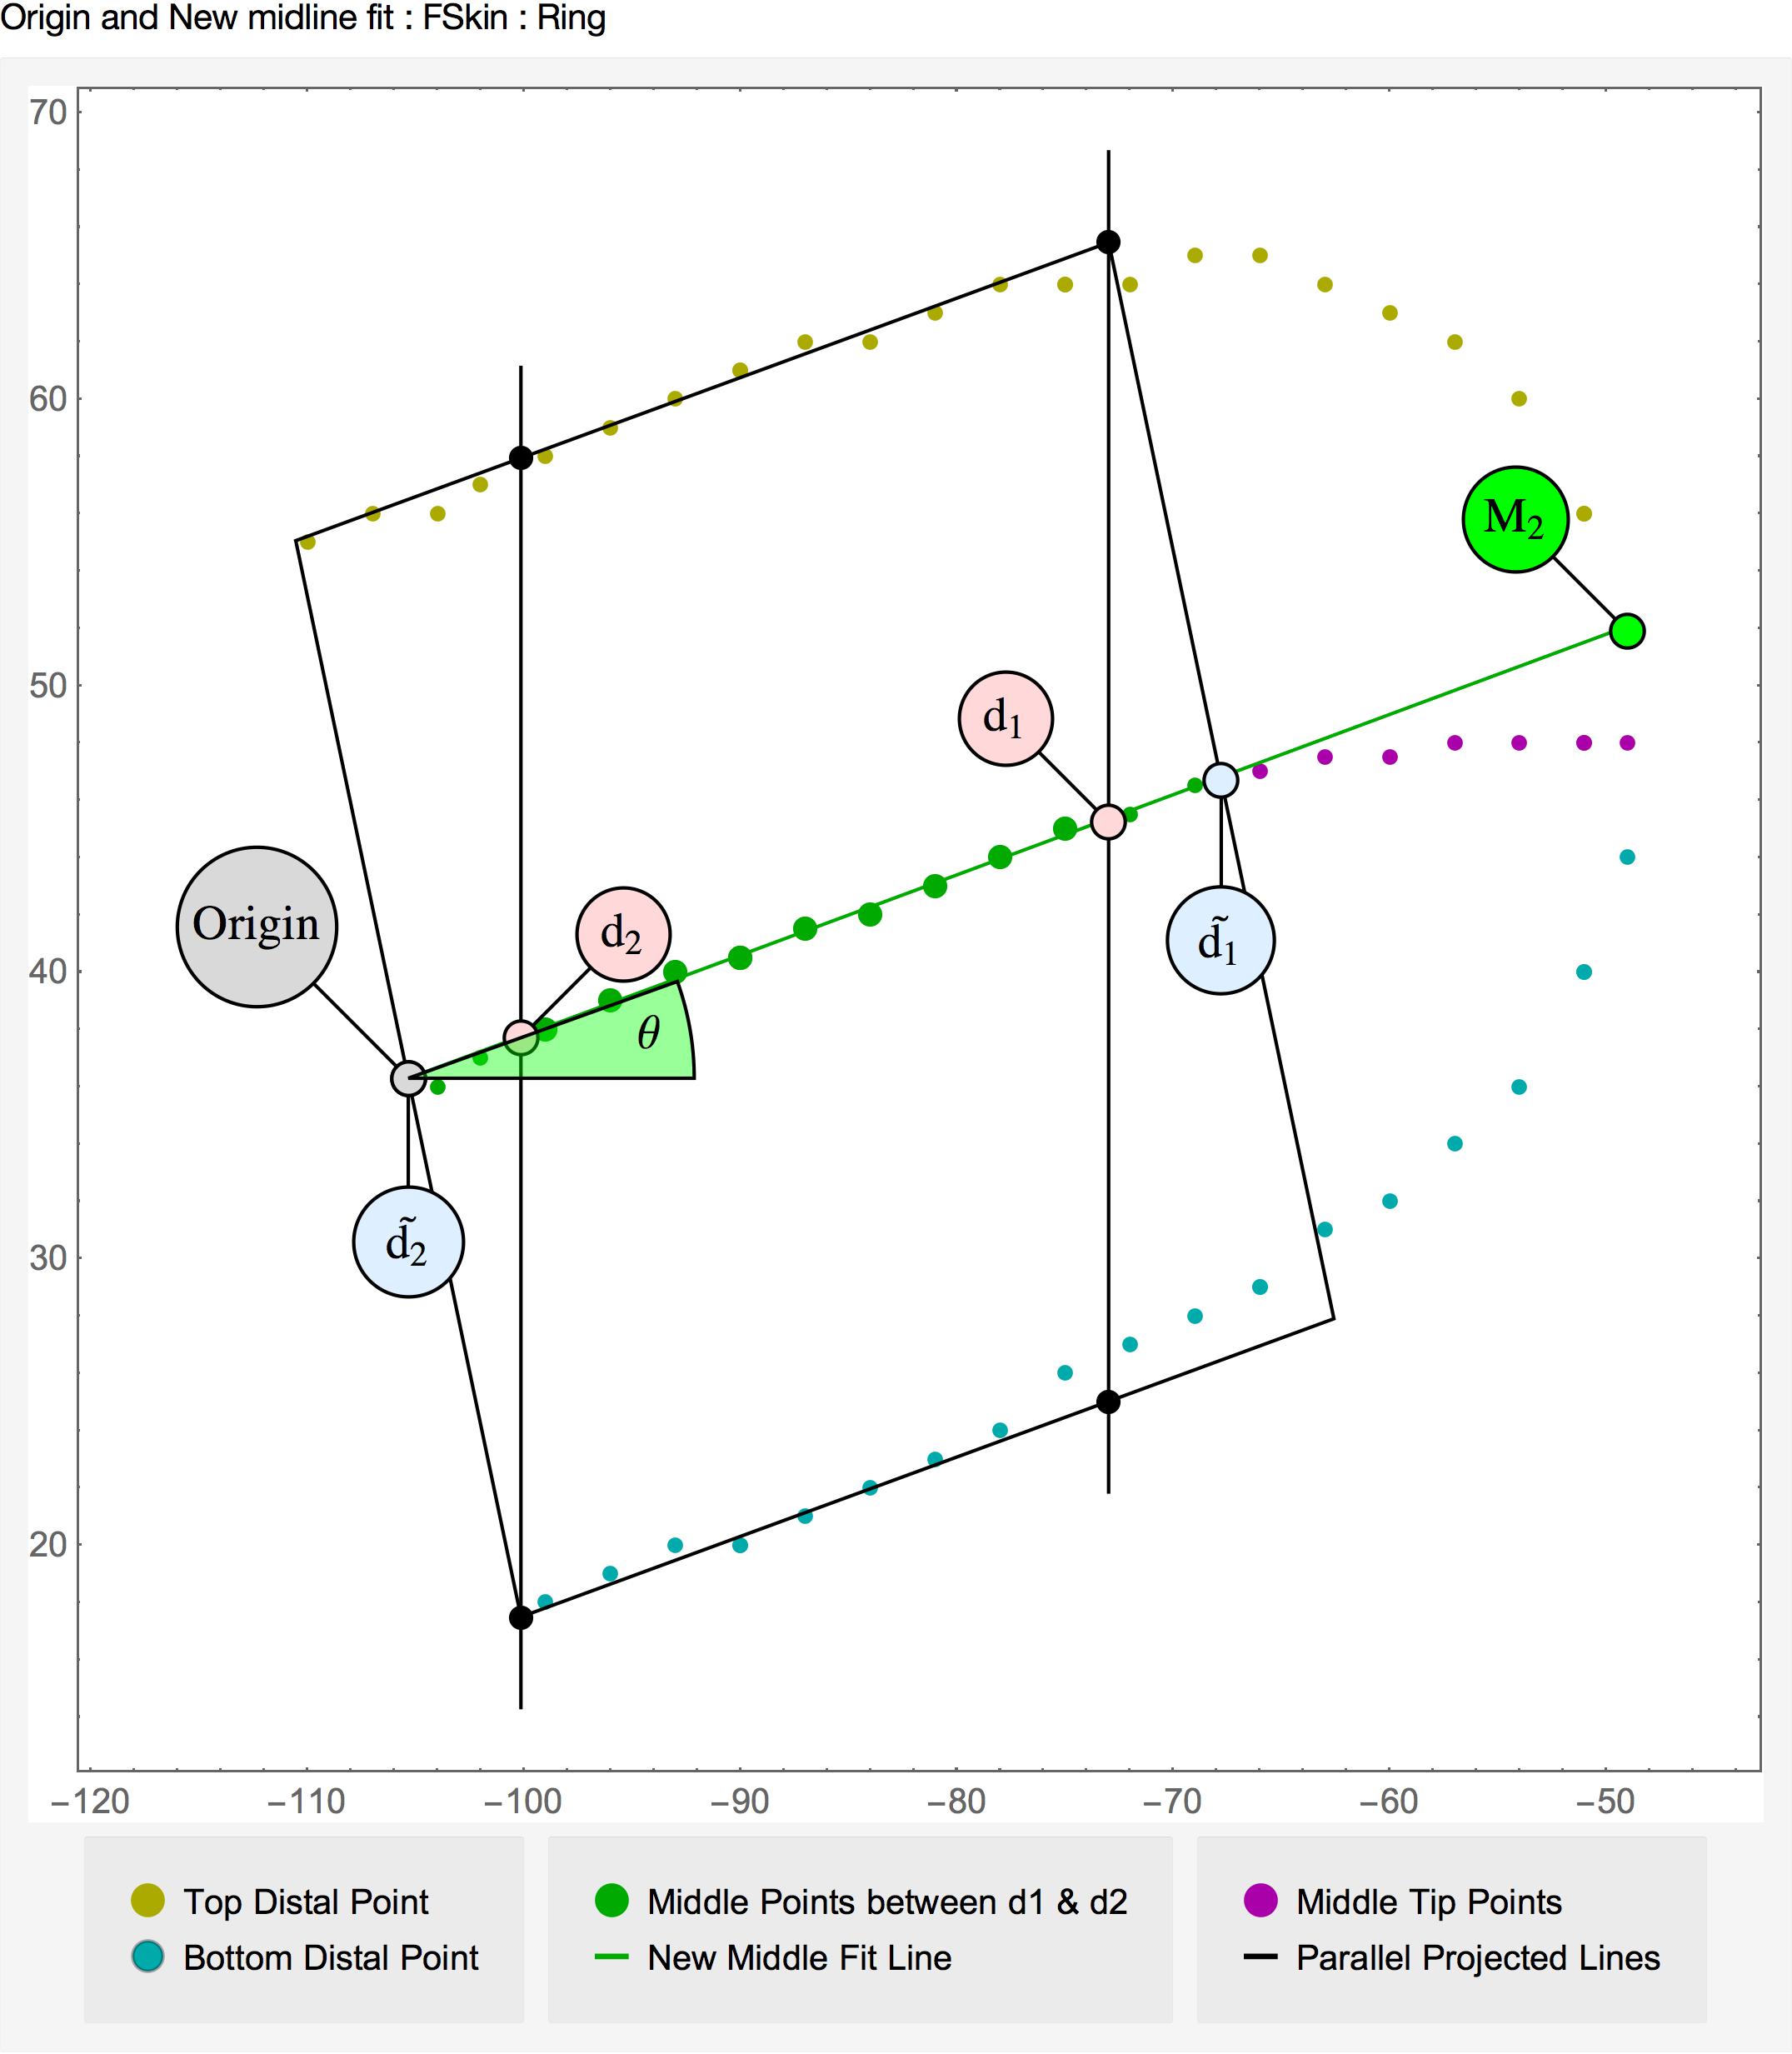 Origin and New midline fit : FSkin : Ring
70
60
50
40
30
20
M₂
d₁
Origin
d₂
d̃₁
θ
d̃₂
−120 −110 −100 −90 −80 −70 −60 −50
Top Distal Point
Bottom Distal Point
Middle Points between d1 & d2
New Middle Fit Line
Middle Tip Points
Parallel Projected Lines